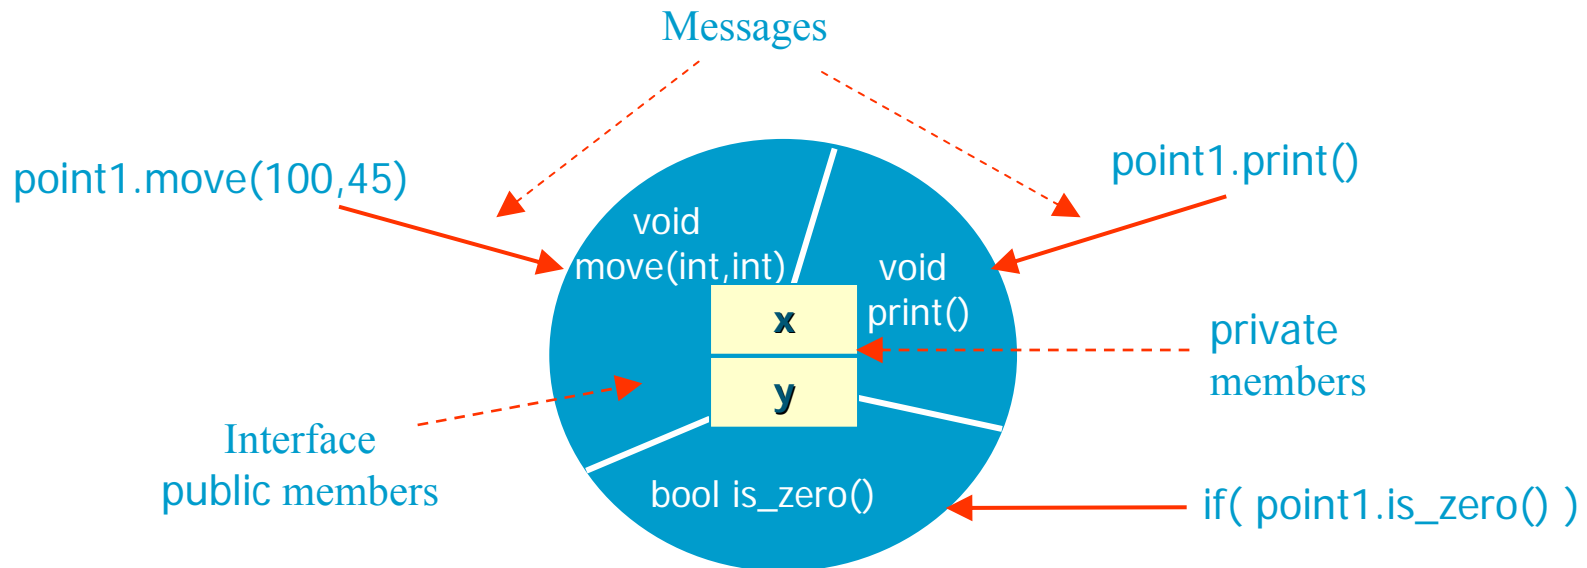 Messages
point1.move(100,45)
point1.print()
void
move(int,int)
void
print()
x
y
private
members
Interface
public members
bool is_zero()
if( point1.is_zero() )